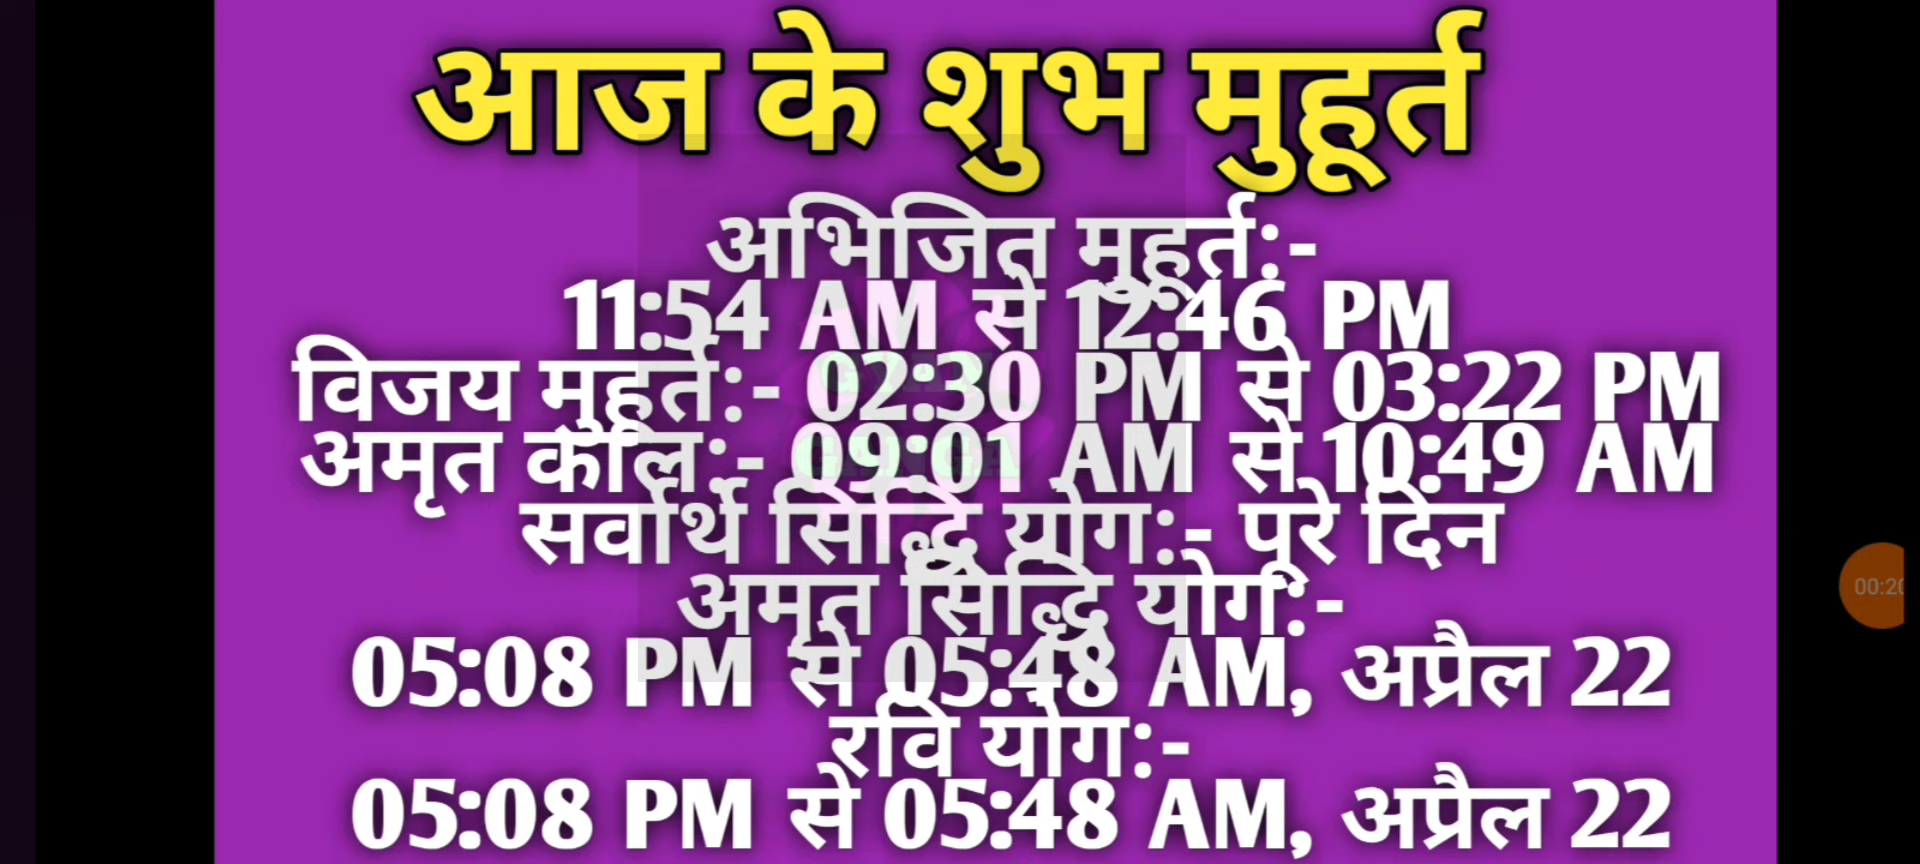 आज के शुभ मुहूर्त
अभिजित मुहूर्त:-
11:54 AM से 12:46 PM
विजय मुहूर्त:- 02:30 PM से 03:22 PM
अमृत काल:- 09:01 AM से 10:49 AM
सर्वार्थ सिद्धि योग:- पूरे दिन
अमृत सिद्धि योग:-
05:08 PM से 05:48 AM, अप्रैल 22
रवि योग:-
05:08 PM से 05:48 AM, अप्रैल 22